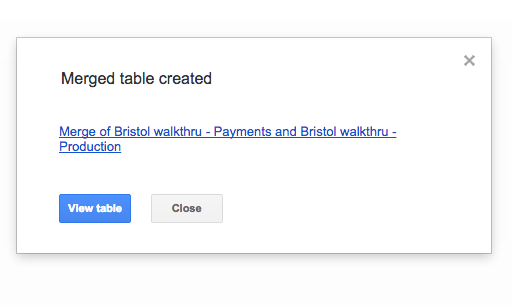 Merged table created
Merge of Bristol walkthru - Payments and Bristol walkthru -
Production
View table
Close